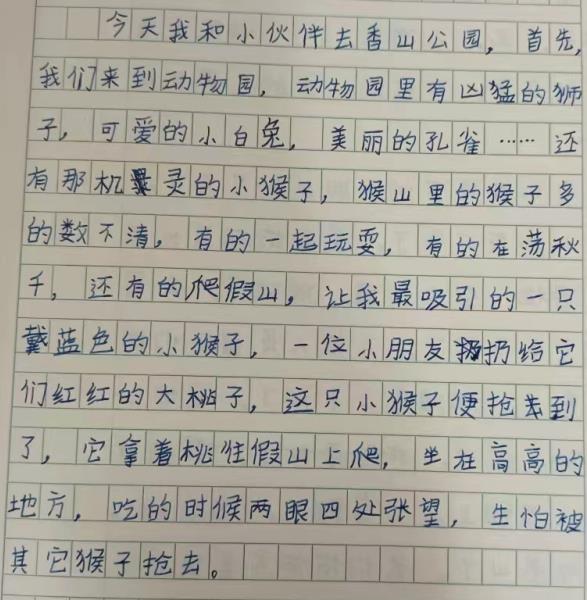 今天我和小伙伴去香山公园，首先，
我们来到动物园，动物园里有凶猛的狮
子，可爱的小白兔，美丽的孔雀……还
有那机灵的小猴子，猴山里的猴子多
的数不清，有的一起玩耍，有的在荡秋
千，还有的爬假山，让我最吸引的一只
戴蓝色的小猴子，一位小朋友扔给它
们红红的大桃子，这只小猴子便抢先到
了，它拿着桃往假山上爬，坐在高高的
地方，吃的时候两眼四处张望，生怕被
其它猴子抢去。